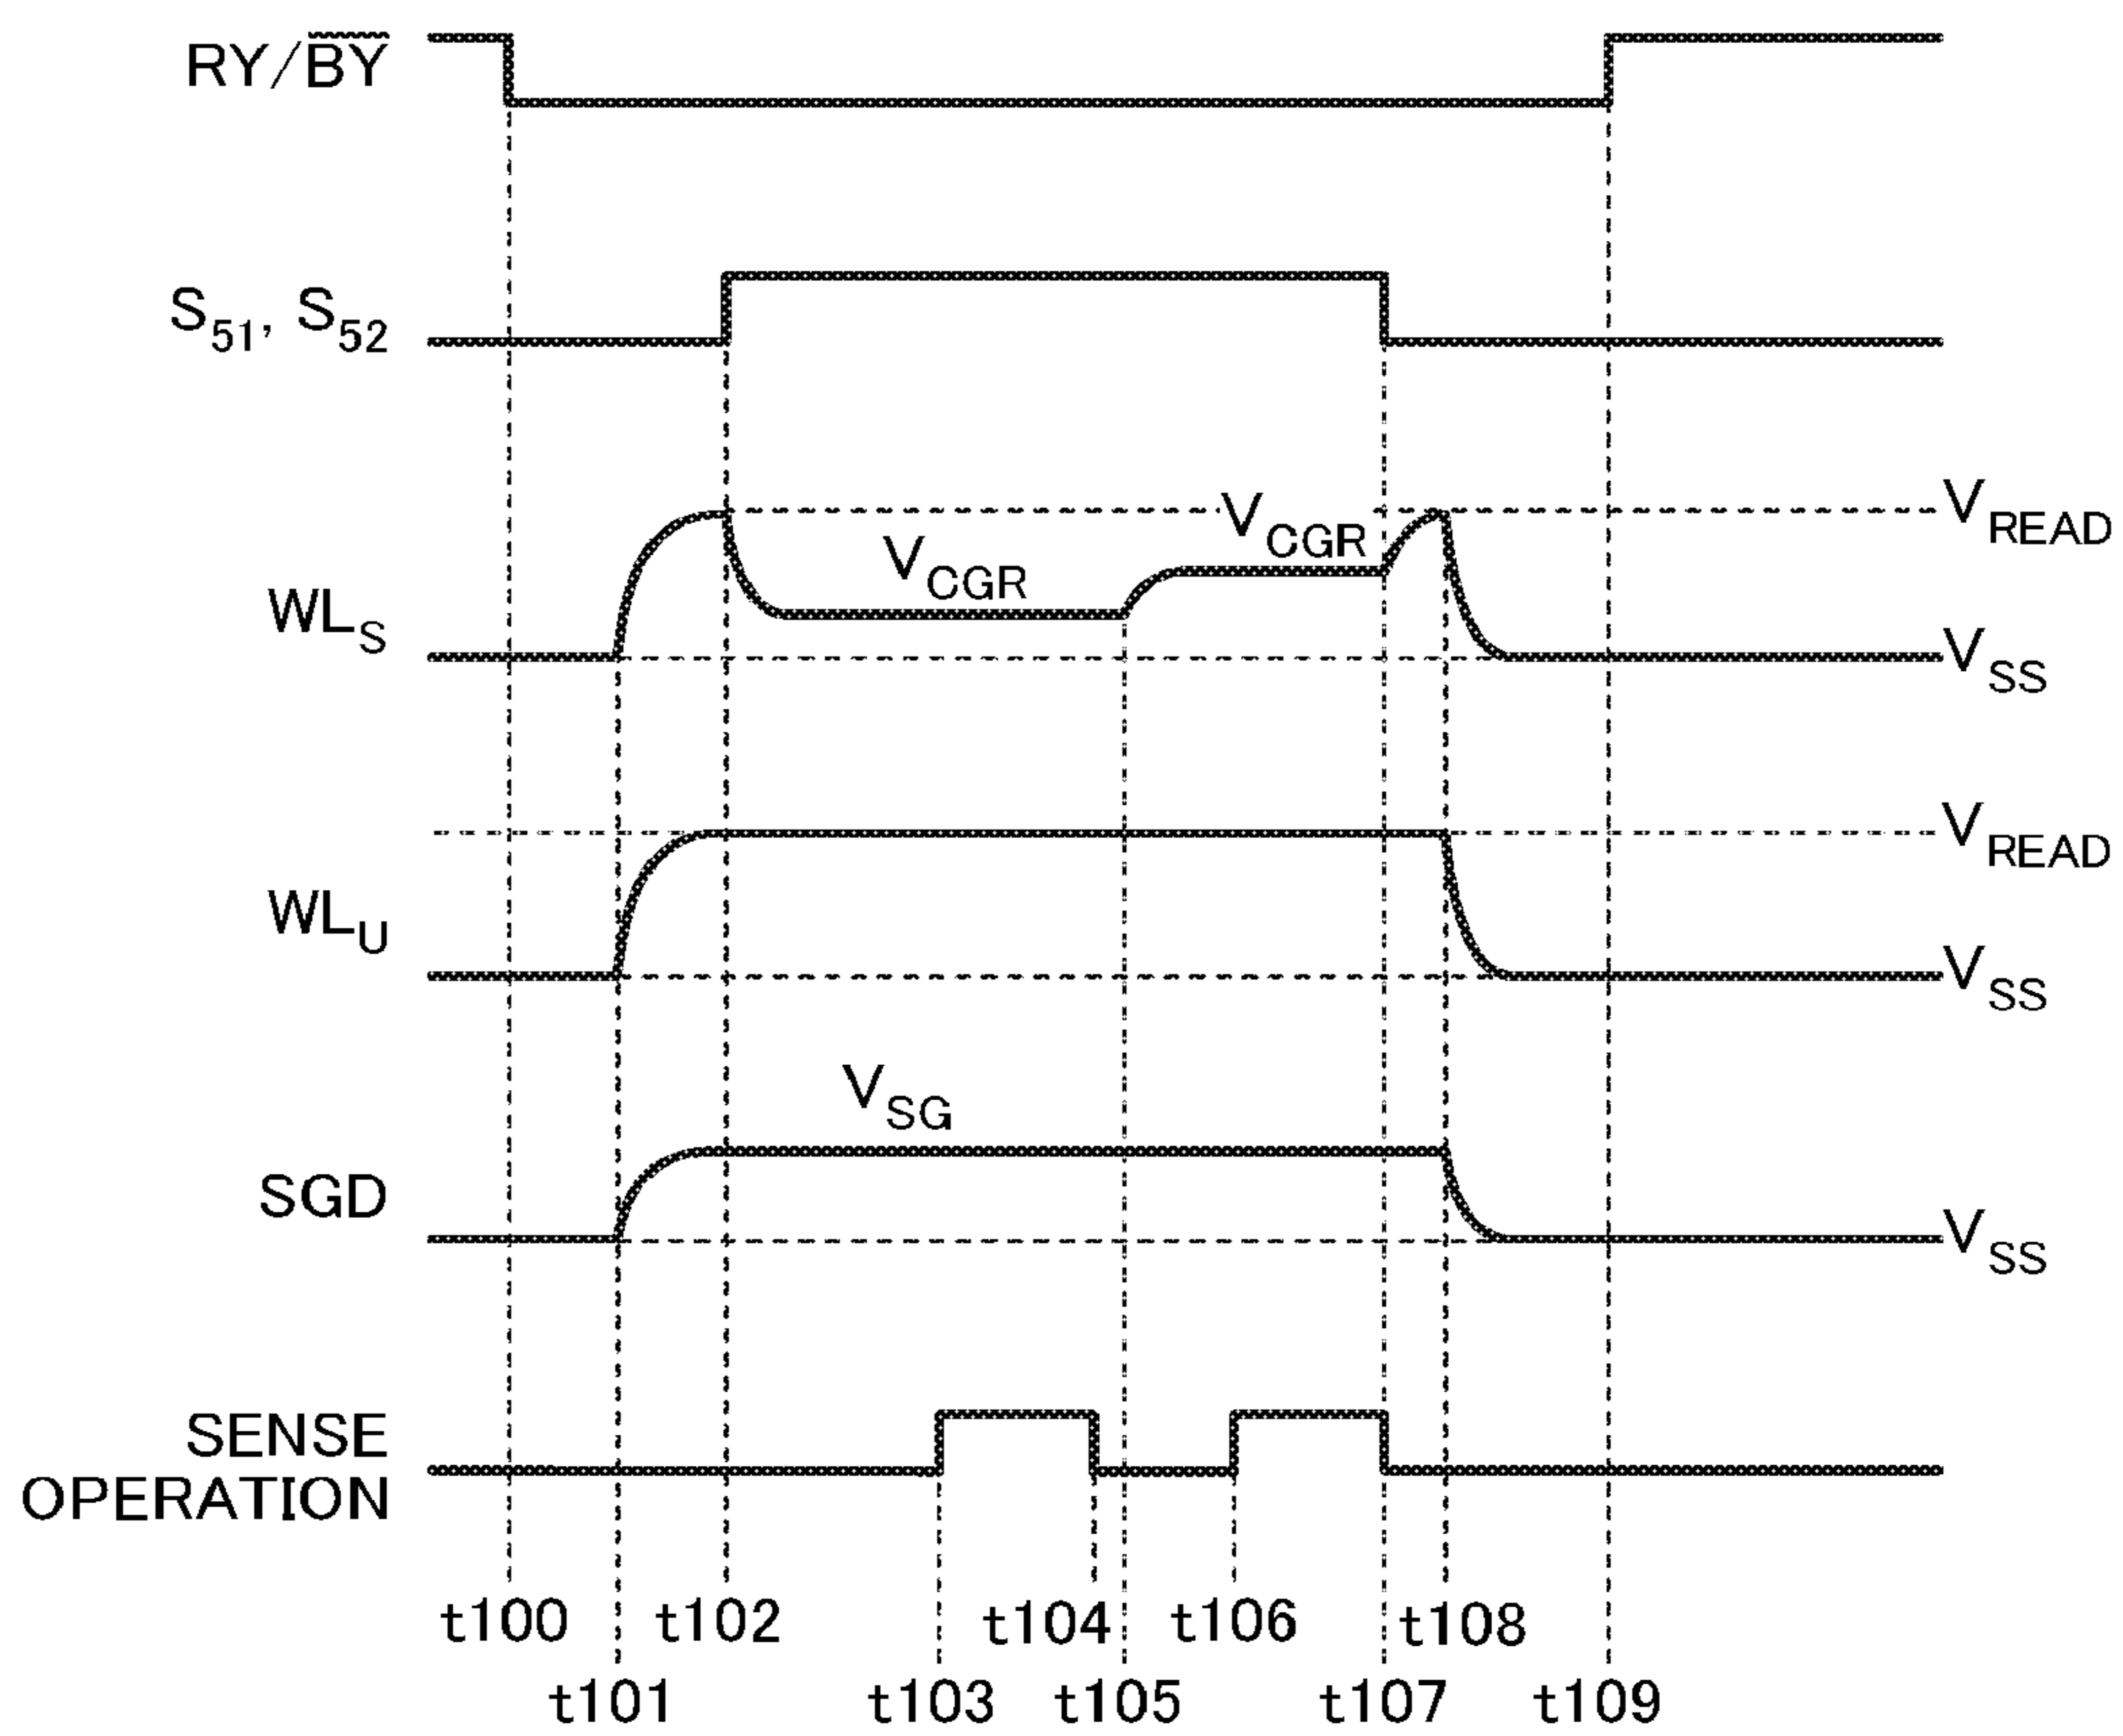 RY/B̅Y̅
S51, S52
VCGR
VCGR
VREAD
WLS
VSS
WLU
VREAD
VSS
VSG
SGD
VSS
SENSE
OPERATION
t100
t102
t104
t106
t108
t101
t103
t105
t107
t109